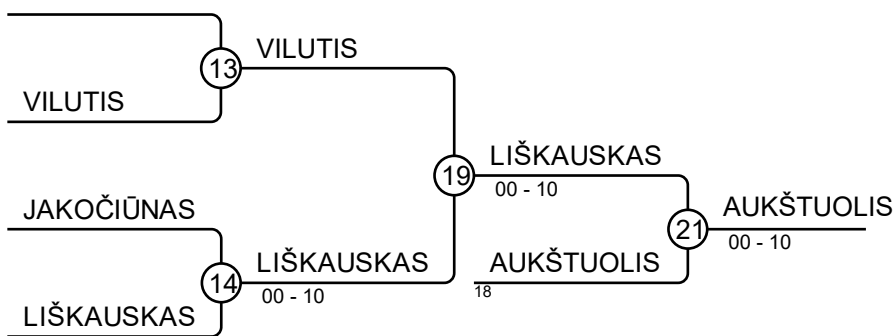 VILUTIS
13
VILUTIS
LIŠKAUSKAS
19
00 - 10
JAKOČIŪNAS
AUKŠTUOLIS
21
00 - 10
LIŠKAUSKAS
AUKŠTUOLIS
14
00 - 10
18
LIŠKAUSKAS